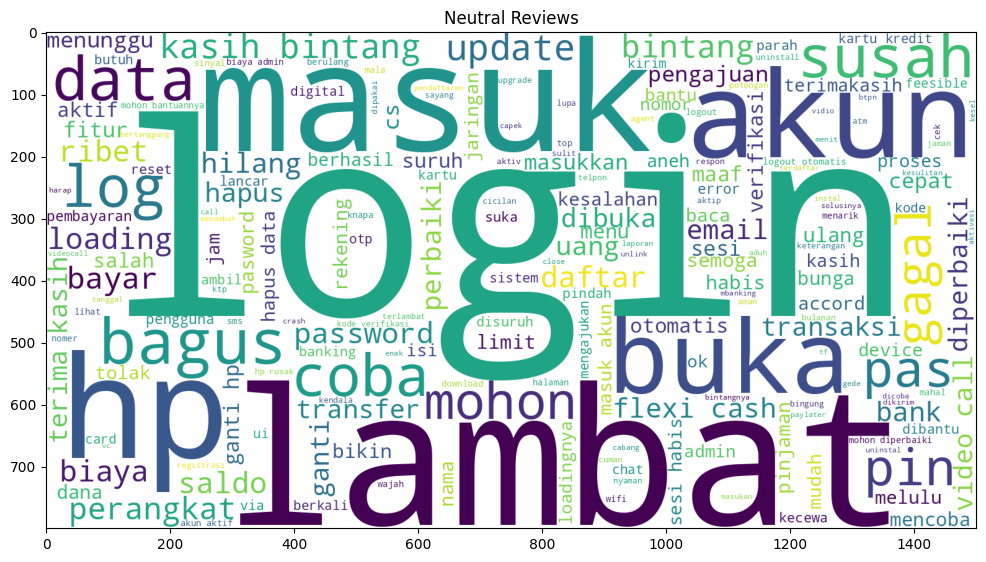 Neutral Reviews
0
100
200
300
400
500
600
700
0
200
400
600
800
1000
1200
1400
menunggu
butuh
kasih bintang
sinyal
biaya admin
berulang
mala
update
bintang
parah
uninstall
kartu kredit
susah
data
masuk
akun
digital
upgrade
pendaftaran
dipakai
sayang
kirim
pengajuan
potongan
terimakasih
feesible
aktif
mohon bantuannya
bertanggung
fitur
ribet
cs
jaringan
capek
lupa
top
sulit
bantu
nomor
agent
logout
verifikasi
btpn
vidio
atm
menit
cek
jaman
kesel
log
reset
harap
hilang
lancar
hapus
berhasil
kartu
suruh
aktiv
telpon
masukkan
aneh
maaf
respon
error
aktip
logout otomatis
terdaftar
proses
kesulitan
cepat
login
pembayaran
call
menambah
knapa
cicilan
suka
kesalahan
dibuka
menu
baca
email
instal
solusinya
menarik
kode
ulang
gagal
diperbaiki
aktivasi
loading
videocall
salah
bayar
jam
pasword
hapus data
rekening
otp
perbaiki
uang
laporan
unlink
close
sistem
daftar
pindah
sesi
semoga
aduh
habis
mbanking
aman
keterangan
kasih
bunga
accord
bulanan
terima kasih
tanggal
lihat
ambil
ktp
pengguna
sms
crash
kode verifikasi
terlambat
disuruh
limit
mengajukan
otomatis
transaksi
nomer
bagus
password
banking
enak
isi
buka
ok
tf
device
pas
hp
tolak
ganti hp
hp rusak
coba
download
halaman
masuk akun
gede
mahal
transfer
kendala
mohon
flexi cash
bintangnya
bingung
paylater
dicoba
dikirim
bank
dibantu
video call
card
vc
ui
ganti
bikin
lambat
cabang
cuman
chat
nyaman
admin
pinjaman
mohon diperbaiki
uninstal
pin
biaya
registrasi
dana
saldo
wajah
nama
loadingnya
wifi
sesi habis
masukan
mudah
melulu
perangkat
via
akun aktif
berkali
kecewa
mencoba